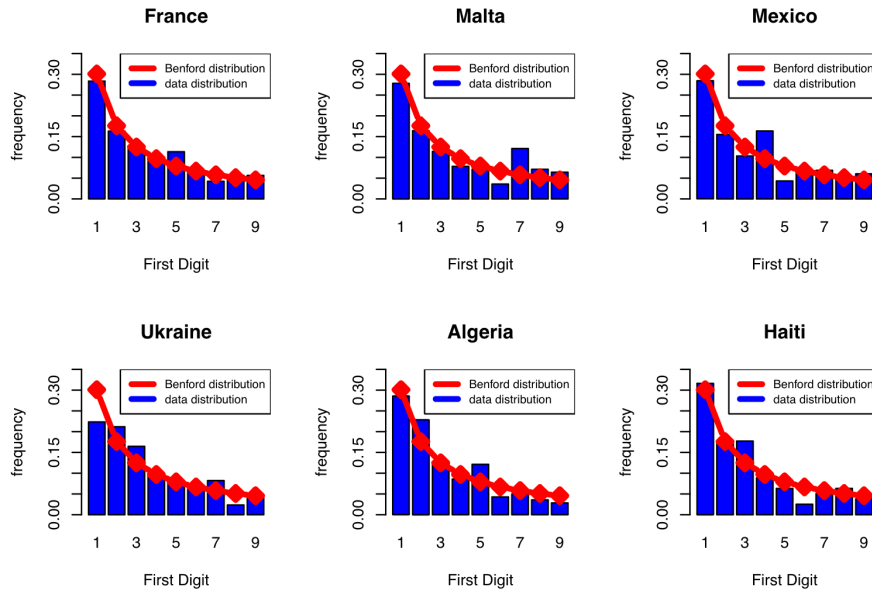 France
Benford distribution
data distribution
frequency
0.00 0.15 0.30
1 3 5 7 9
First Digit
Malta
Benford distribution
data distribution
frequency
0.00 0.15 0.30
1 3 5 7 9
First Digit
Mexico
Benford distribution
data distribution
frequency
0.00 0.15 0.30
1 3 5 7 9
First Digit
Ukraine
Benford distribution
data distribution
frequency
0.00 0.15 0.30
1 3 5 7 9
First Digit
Algeria
Benford distribution
data distribution
frequency
0.00 0.15 0.30
1 3 5 7 9
First Digit
Haiti
Benford distribution
data distribution
frequency
0.00 0.15 0.30
1 3 5 7 9
First Digit